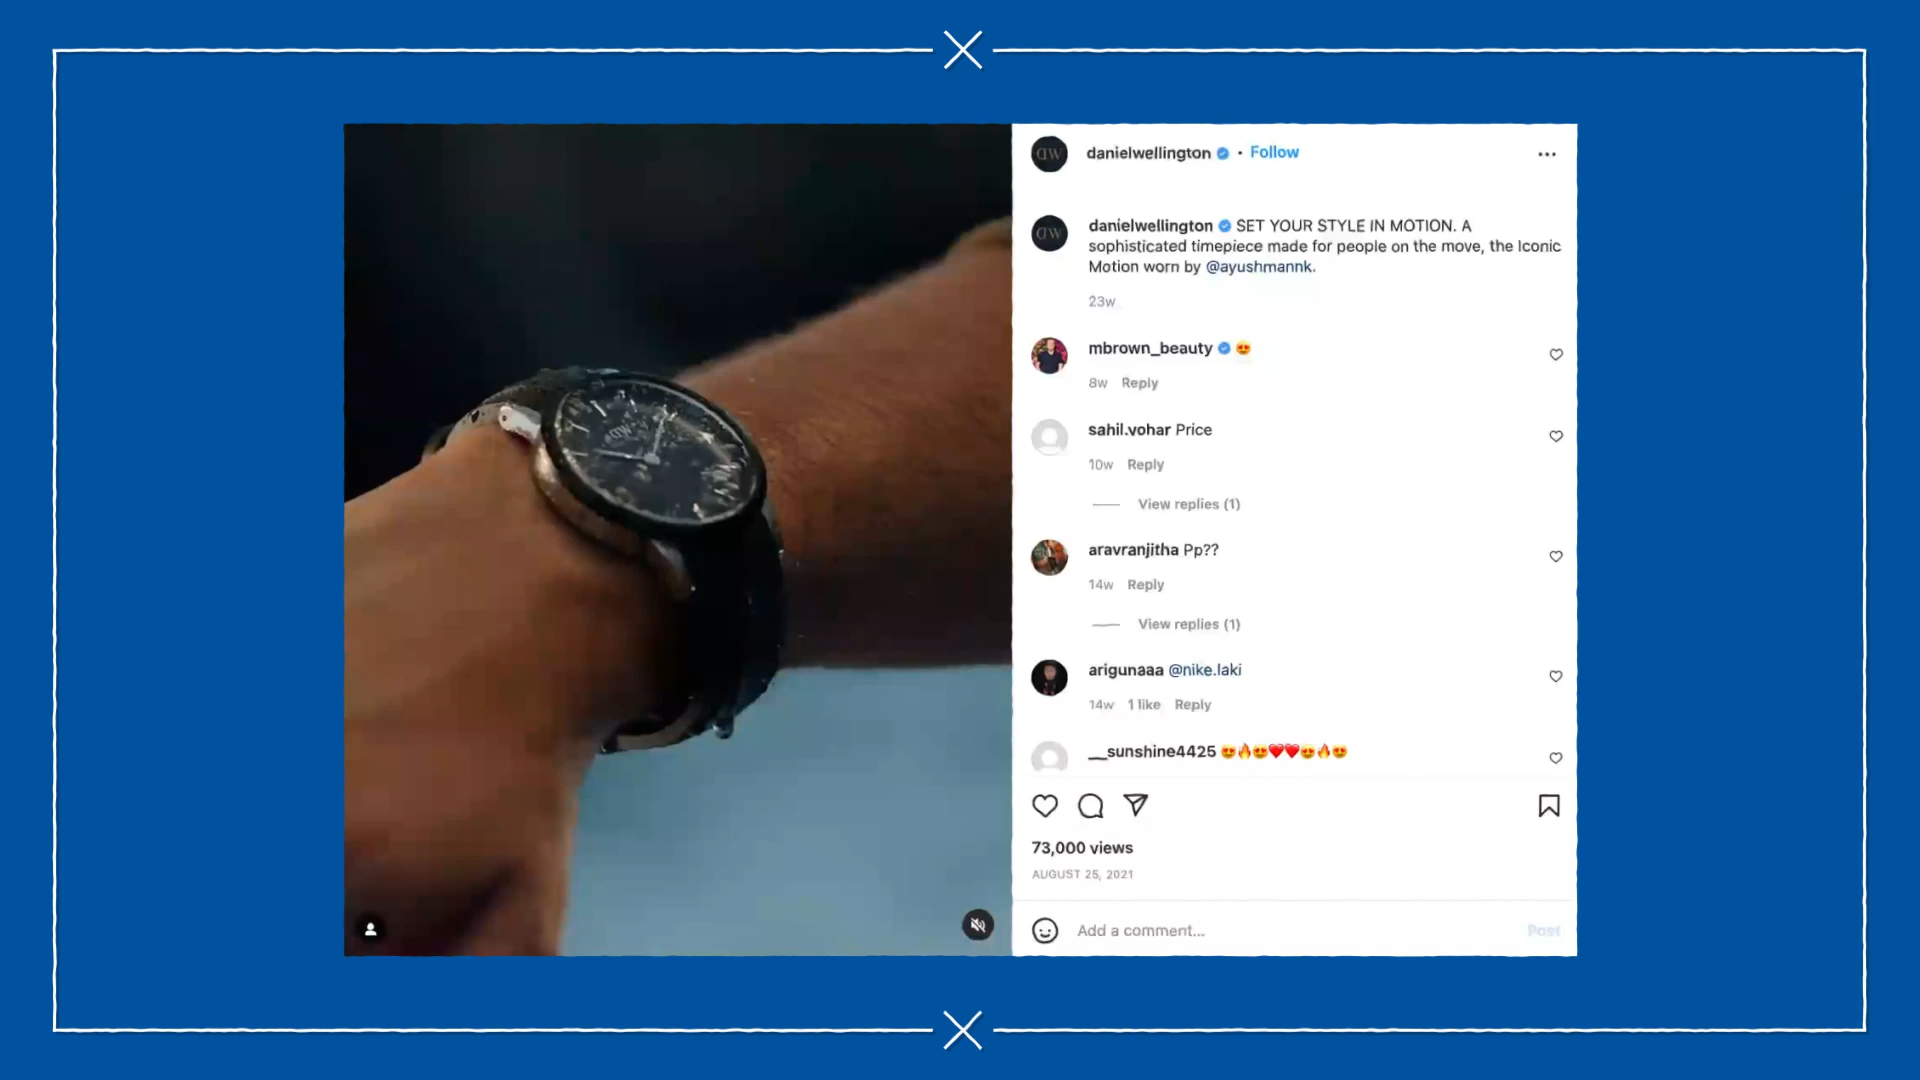 DW
danielwellington • Follow
DW
danielwellington SET YOUR STYLE IN MOTION. A
sophisticated timepiece made for people on the move, the Iconic
Motion worn by @ayushmannk.
23w
mbrown_beauty 😍
8w Reply
sahil.vohar Price
10w Reply
View replies (1)
aravranjitha Pp??
14w Reply
View replies (1)
arigunaaa @nike.laki
14w 1 like Reply
__sunshine4425 😍🔥😍❤️❤️😍🔥😍
73,000 views
AUGUST 25, 2021
Add a comment...
Post
DW